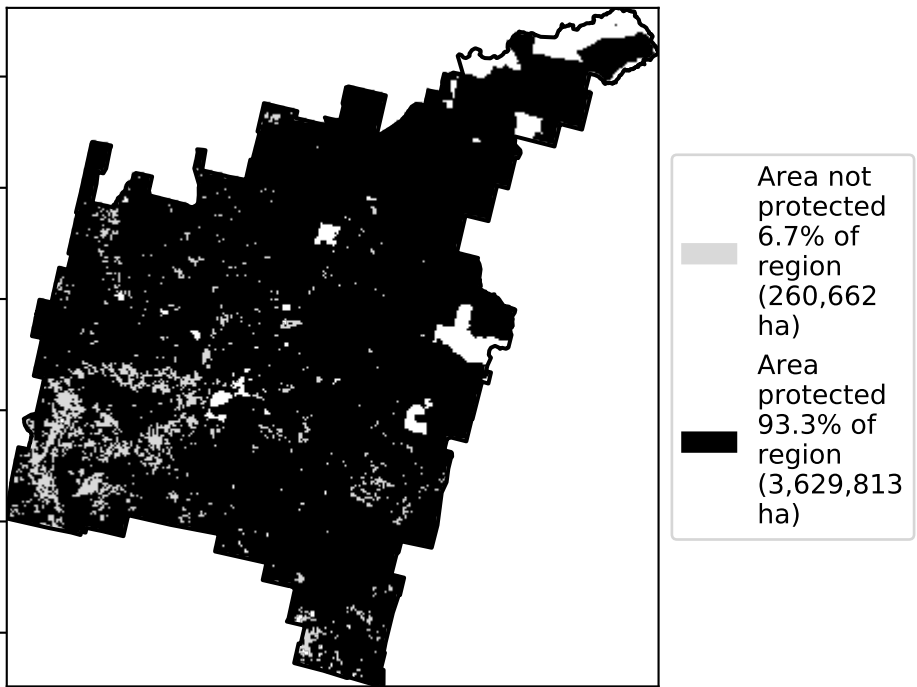 Area not
protected
6.7% of
region
(260,662
ha)
Area
protected
93.3% of
region
(3,629,813
ha)